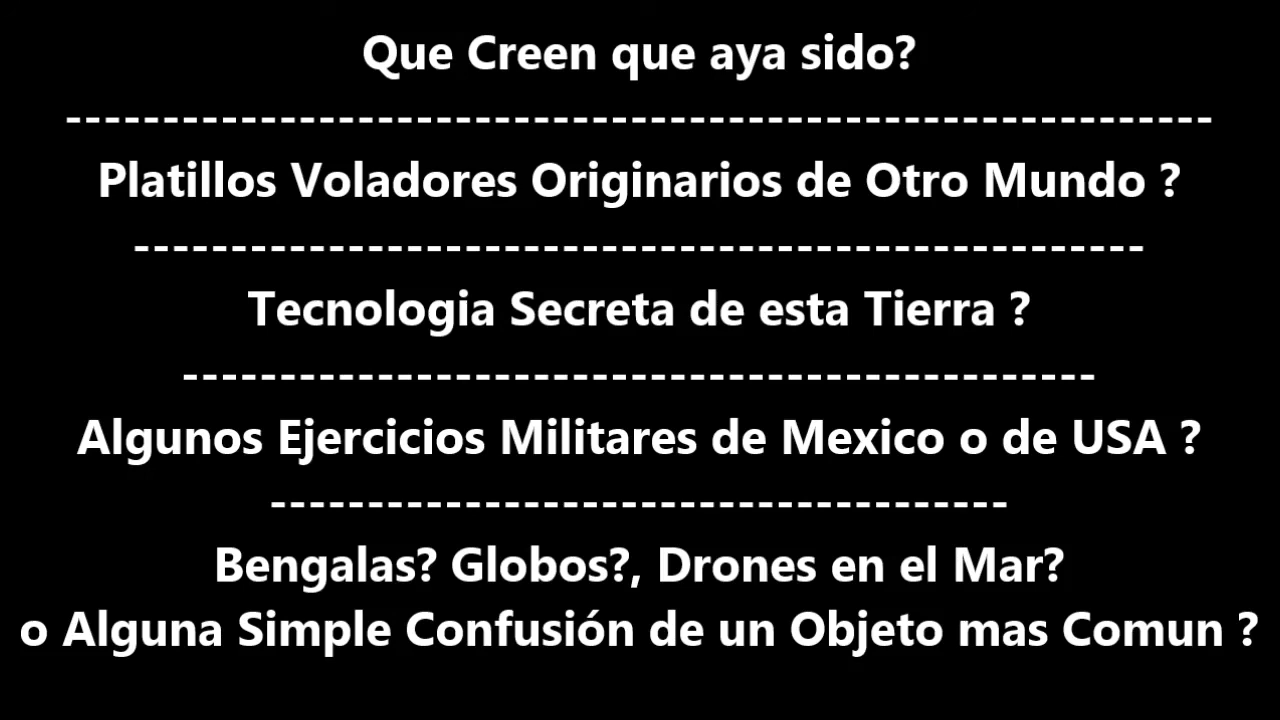 Que Creen que aya sido?
-----------------------------------------------------------
Platillos Voladores Originarios de Otro Mundo ?
----------------------------------------------------
Tecnologia Secreta de esta Tierra ?
-----------------------------------------------
Algunos Ejercicios Militares de Mexico o de USA ?
--------------------------------------
Bengalas? Globos?, Drones en el Mar?
o Alguna Simple Confusión de un Objeto mas Comun ?